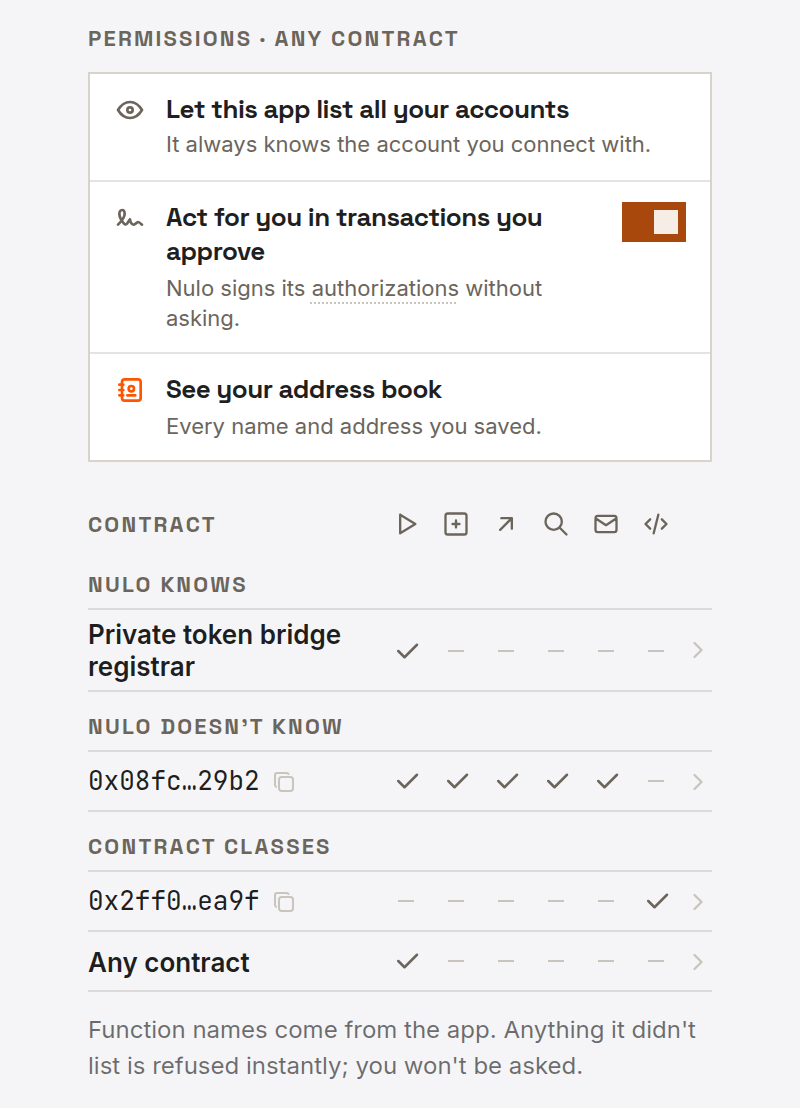 PERMISSIONS · ANY CONTRACT
Let this app list all your accounts
It always knows the account you connect with.
Act for you in transactions you
approve
Nulo signs its authorizations without
asking.
See your address book
Every name and address you saved.
CONTRACT
NULO KNOWS
Private token bridge
registrar
NULO DOESN’T KNOW
0x08fc…29b2
CONTRACT CLASSES
0x2ff0…ea9f
Any contract
Function names come from the app. Anything it didn't
list is refused instantly; you won't be asked.